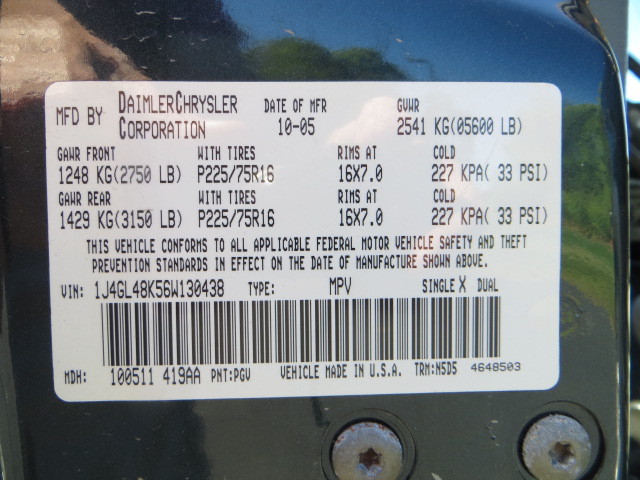 MFD BY DAIMLERCHRYSLER CORPORATION DATE OF MFR 10-05 GVWR 2541 KG(05600 LB)
GAWR FRONT WITH TIRES RIMS AT COLD
1248 KG(2750 LB) P225/75R16 16X7.0 227 KPA( 33 PSI)
GAWR REAR WITH TIRES RIMS AT COLD
1429 KG(3150 LB) P225/75R16 16X7.0 227 KPA( 33 PSI)
THIS VEHICLE CONFORMS TO ALL APPLICABLE FEDERAL MOTOR VEHICLE SAFETY AND THEFT
PREVENTION STANDARDS IN EFFECT ON THE DATE OF MANUFACTURE SHOWN ABOVE.
VIN: 1J4GL48K56W130438 TYPE: MPV SINGLE X DUAL
MDH: 100511 419AA PNT:PGV VEHICLE MADE IN U.S.A. TRM:N5D5 4648503